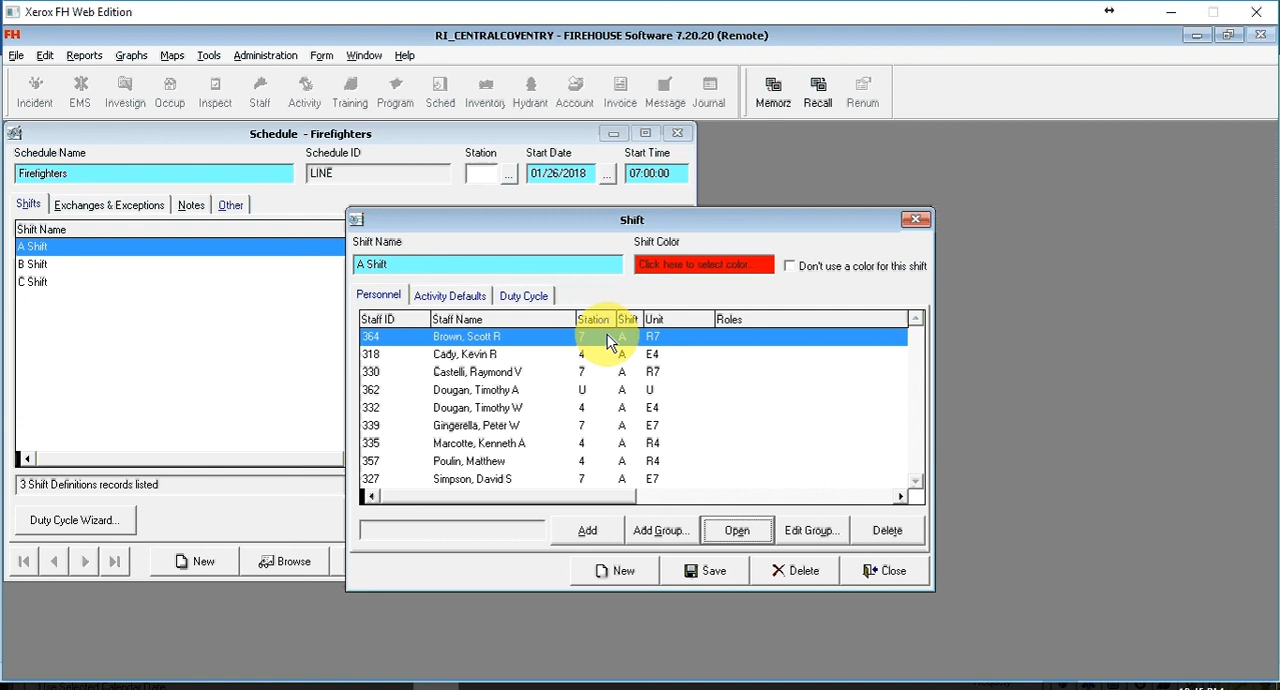 Xerox FH Web Edition
FH
RI_CENTRALCOVENTRY - FIREHOUSE Software 7.20.20 (Remote)
File Edit Reports Graphs Maps Tools Administration Form Window Help
Incident EMS Investign Occup Inspect Staff Activity Training Program Sched Inventory Hydrant Account Invoice Message Journal Memorz Recall Renum
Schedule - Firefighters
Schedule Name Schedule ID Station Start Date Start Time
Firefighters LINE ... 01/26/2018 ... 07:00:00
Shifts Exchanges & Exceptions Notes Other
Shift Name
A Shift
B Shift
C Shift
3 Shift Definitions records listed
Duty Cycle Wizard...
New Browse
Shift
Shift Name Shift Color
A Shift Click here to select color... Don't use a color for this shift
Personnel Activity Defaults Duty Cycle
Staff ID Staff Name Station Shift Unit Roles
364 Brown, Scott R 7 A R7
318 Cady, Kevin R 4 A E4
330 Castelli, Raymond V 7 A R7
362 Dougan, Timothy A U A U
332 Dougan, Timothy W 4 A E4
339 Gingerella, Peter W 7 A E7
335 Marcotte, Kenneth A 4 A R4
357 Poulin, Matthew 4 A R4
327 Simpson, David S 7 A E7
Add Add Group... Open Edit Group... Delete
New Save Delete Close